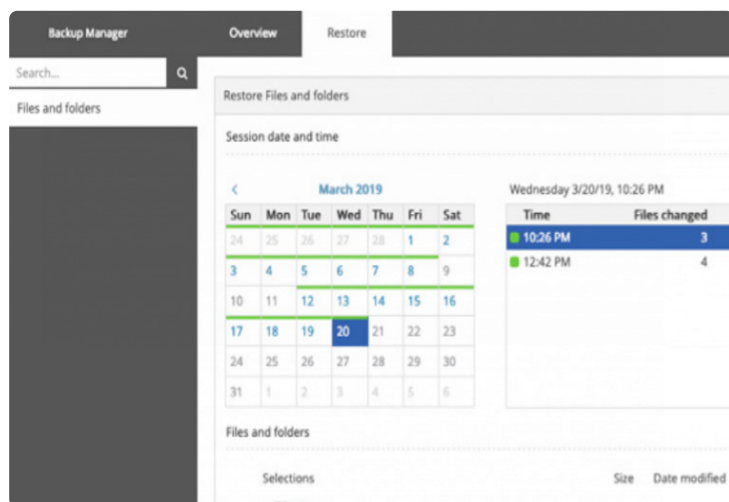 Backup Manager Overview Restore
Search...
Files and folders
Restore Files and folders
Session date and time
March 2019
Sun Mon Tue Wed Thu Fri Sat
24 25 26 27 28 1 2
3 4 5 6 7 8 9
10 11 12 13 14 15 16
17 18 19 20 21 22 23
24 25 26 27 28 29 30
31 1 2 3 4 5 6
Wednesday 3/20/19, 10:26 PM
Time Files changed
10:26 PM 3
12:42 PM 4
Files and folders
Selections Size Date modified